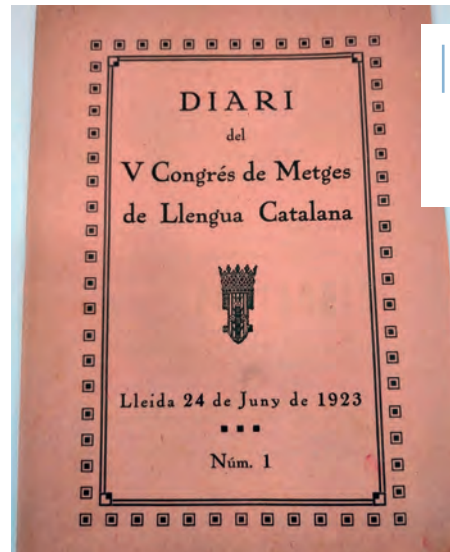 DIARI
del
V Congrés de Metges
de Llengua Catalana
Lleida 24 de Juny de 1923
Núm. 1